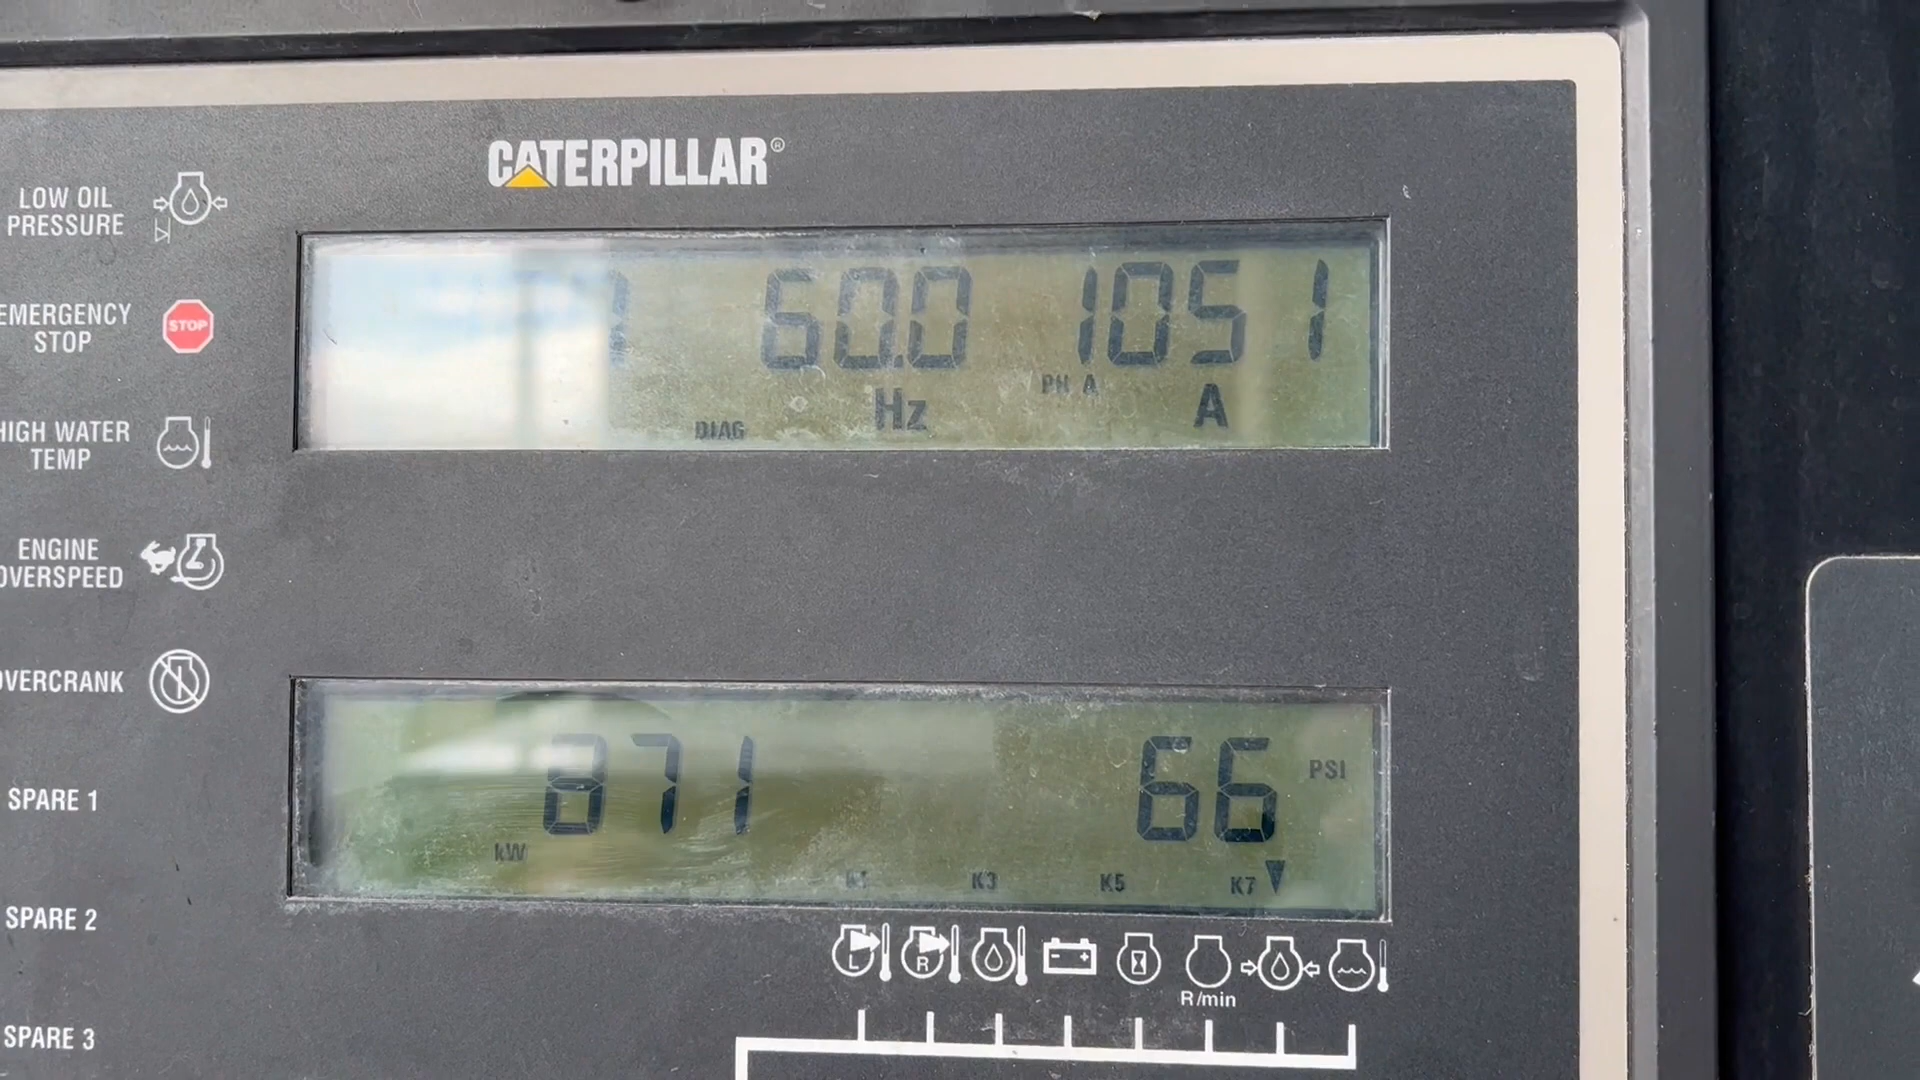 CATERPILLAR®
LOW OIL
PRESSURE
EMERGENCY
STOP
STOP
60.0 1051
PH A
Hz A
DIAG
HIGH WATER
TEMP
ENGINE
OVERSPEED
OVERCRANK
871 66 PSI
kW
K1 K3 K5 K7
SPARE 1
SPARE 2
L R
R/min
SPARE 3